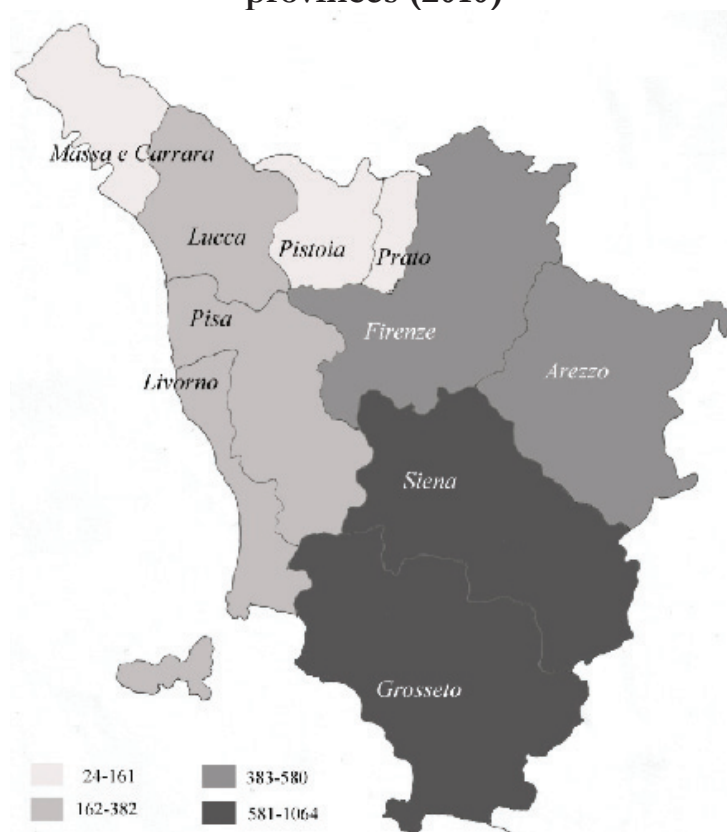 provinces (2010)
Massa e Carrara
Lucca
Pistoia
Prato
Pisa
Firenze
Livorno
Arezzo
Siena
Grosseto
24-161
383-580
162-382
581-1064